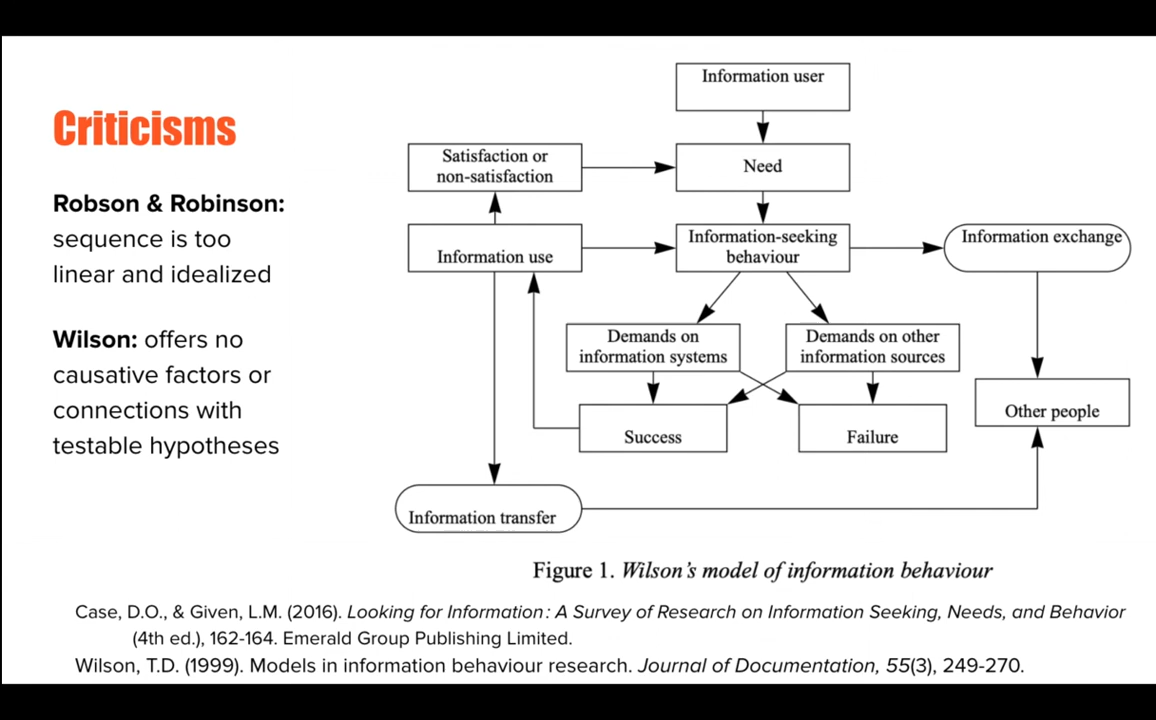 Criticisms
Robson & Robinson:
sequence is too
linear and idealized
Wilson: offers no
causative factors or
connections with
testable hypotheses
Information user
Satisfaction or
non-satisfaction
Need
Information use
Information-seeking
behaviour
Information exchange
Demands on
information systems
Demands on other
information sources
Other people
Success
Failure
Information transfer
Figure 1. Wilson's model of information behaviour
Case, D.O., & Given, L.M. (2016). Looking for Information: A Survey of Research on Information Seeking, Needs, and Behavior
(4th ed.), 162-164. Emerald Group Publishing Limited.
Wilson, T.D. (1999). Models in information behaviour research. Journal of Documentation, 55(3), 249-270.